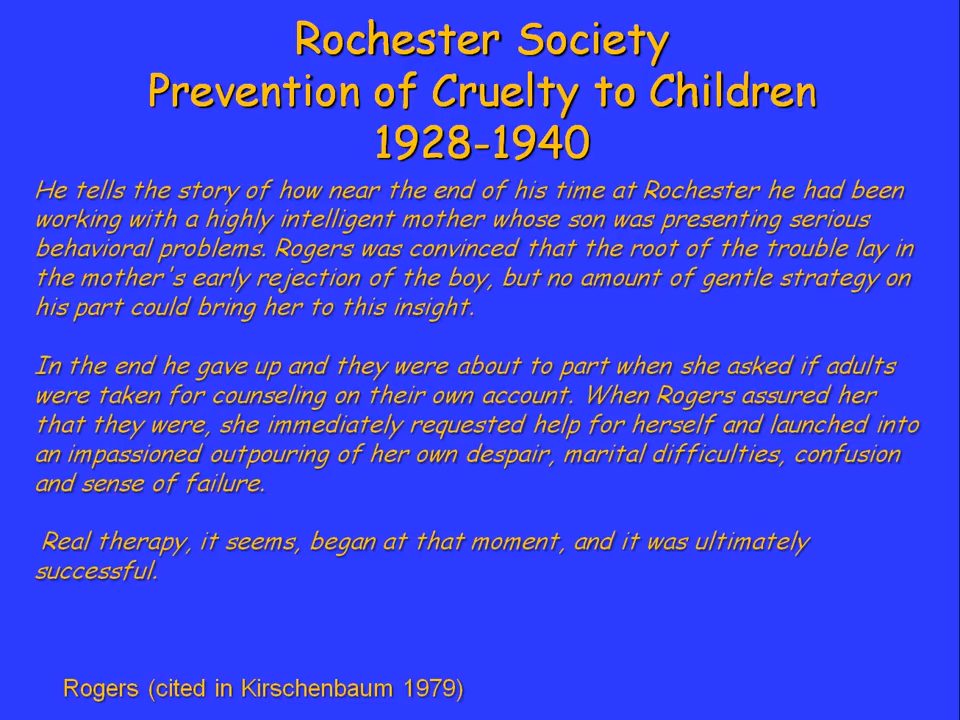 Rochester Society
Prevention of Cruelty to Children
1928-1940
He tells the story of how near the end of his time at Rochester he had been
working with a highly intelligent mother whose son was presenting serious
behavioral problems. Rogers was convinced that the root of the trouble lay in
the mother's early rejection of the boy, but no amount of gentle strategy on
his part could bring her to this insight.
In the end he gave up and they were about to part when she asked if adults
were taken for counseling on their own account. When Rogers assured her
that they were, she immediately requested help for herself and launched into
an impassioned outpouring of her own despair, marital difficulties, confusion
and sense of failure.
Real therapy, it seems, began at that moment, and it was ultimately
successful.
Rogers (cited in Kirschenbaum 1979)